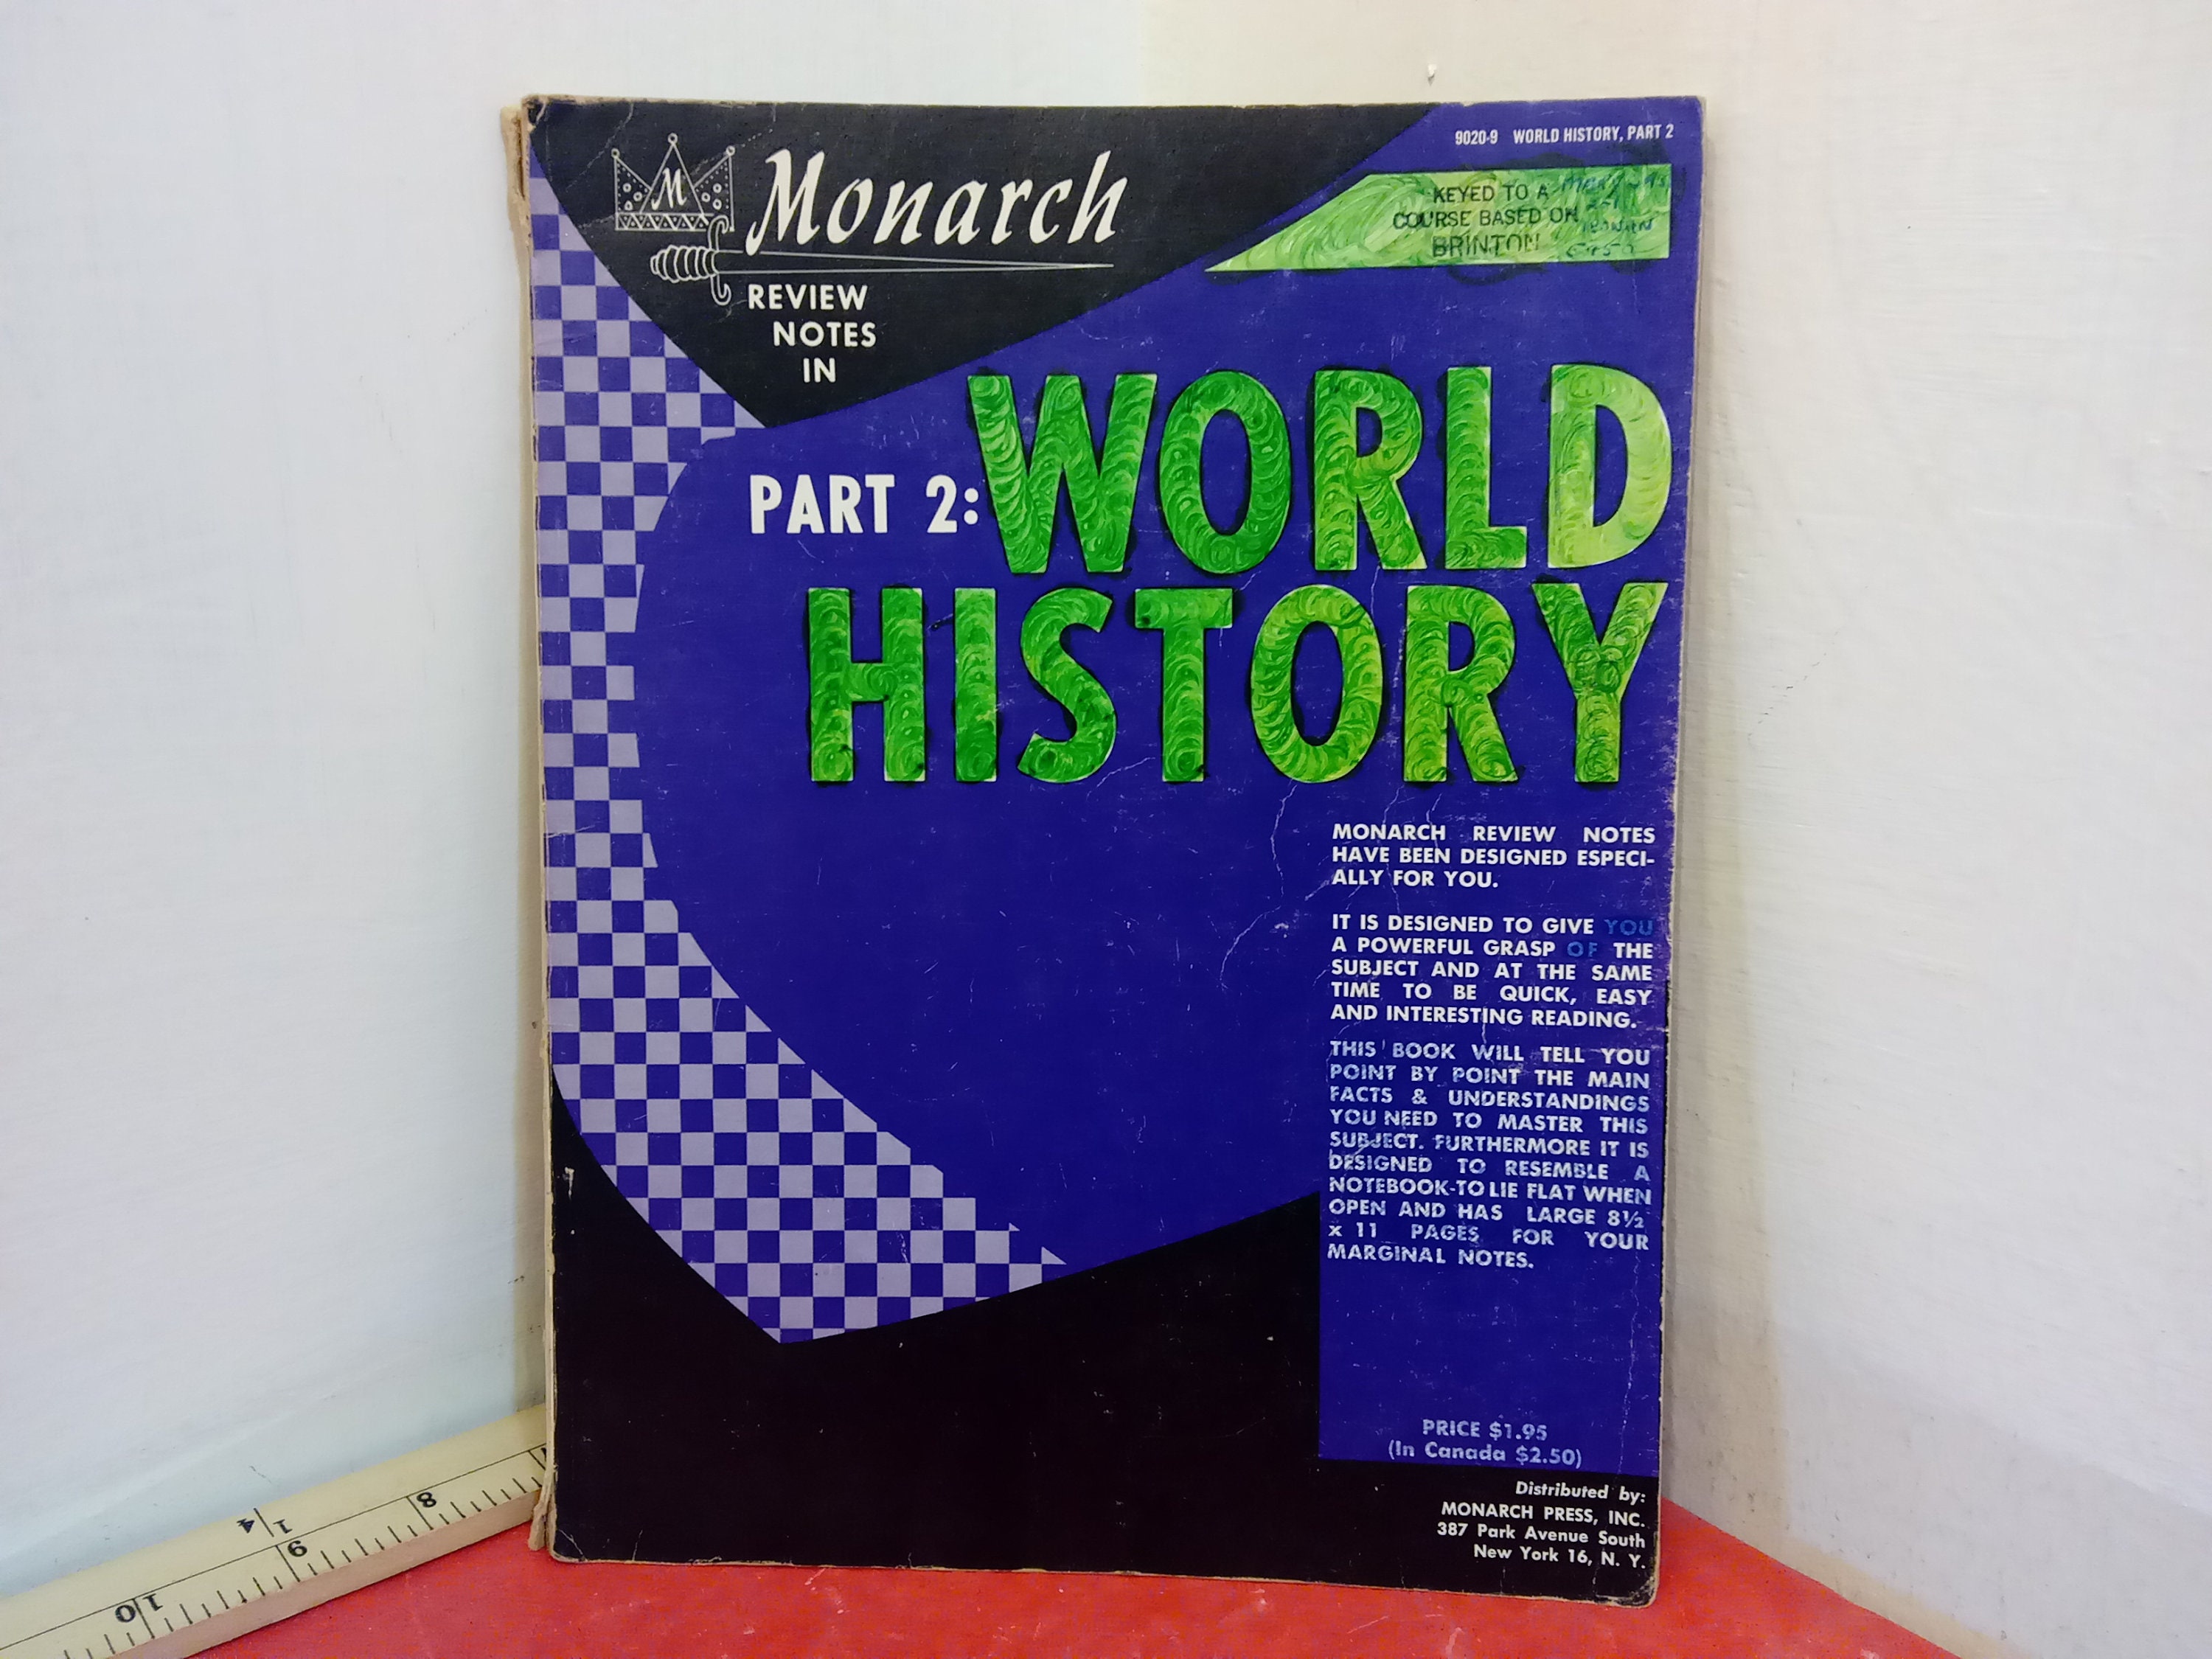 9020-9 WORLD HISTORY, PART 2
M
Monarch
REVIEW
NOTES
IN
KEYED TO A
COURSE BASED ON
BRINTON
PART 2: WORLD
HISTORY
MONARCH REVIEW NOTES
HAVE BEEN DESIGNED ESPECI-
ALLY FOR YOU.
IT IS DESIGNED TO GIVE YOU
A POWERFUL GRASP OF THE
SUBJECT AND AT THE SAME
TIME TO BE QUICK, EASY
AND INTERESTING READING.
THIS BOOK WILL TELL YOU
POINT BY POINT THE MAIN
FACTS & UNDERSTANDINGS
YOU NEED TO MASTER THIS
SUBJECT. FURTHERMORE IT IS
DESIGNED TO RESEMBLE A
NOTEBOOK-TO LIE FLAT WHEN
OPEN AND HAS LARGE 8½
x 11 PAGES FOR YOUR
MARGINAL NOTES.
PRICE $1.95
(In Canada $2.50)
Distributed by:
MONARCH PRESS, INC.
387 Park Avenue South
New York 16, N. Y.
8
1 4
9
10 1